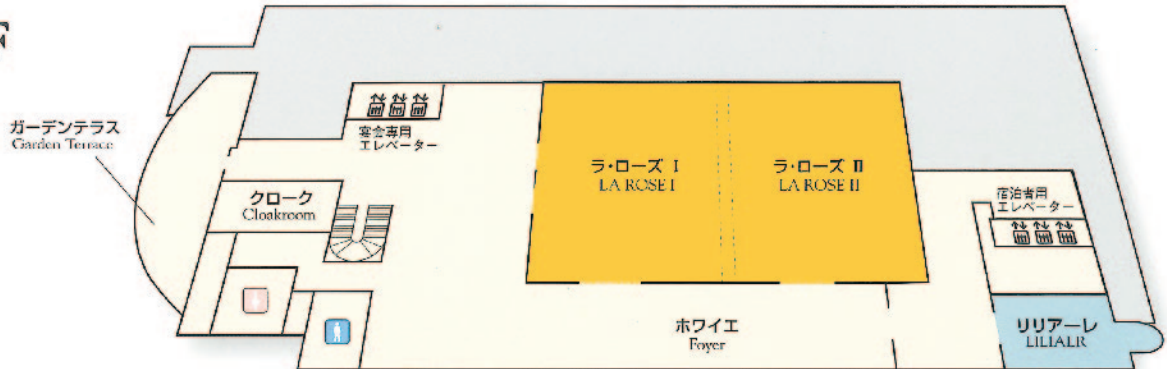 F
ガーデンテラス
Garden Terrace
宴会専用
エレベーター
クローク
Cloakroom
ラ・ローズ I
LA ROSE I
ラ・ローズ II
LA ROSE II
宿泊者用
エレベーター
ホワイエ
Foyer
リリアーレ
LILIALR